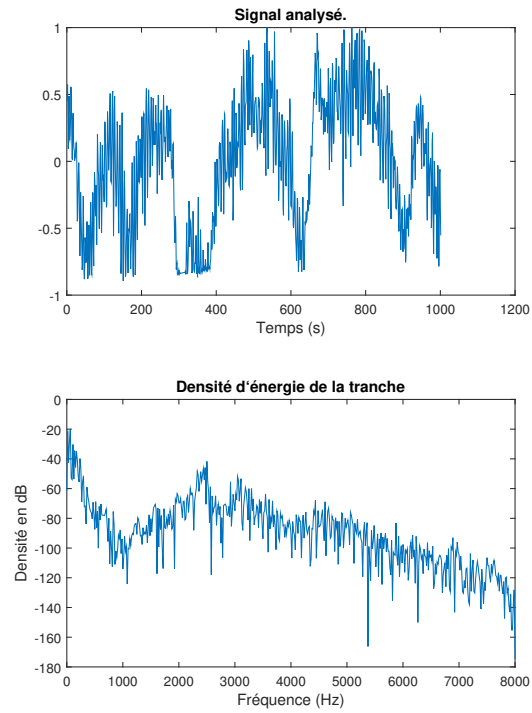 Signal analysé.
1
0.5
0
-0.5
-1
0 200 400 600 800 1000 1200
Temps (s)
Densité d'énergie de la tranche
0
-20
-40
-60
-80
-100
-120
-140
-160
-180
Densité en dB
0 1000 2000 3000 4000 5000 6000 7000 8000
Fréquence (Hz)